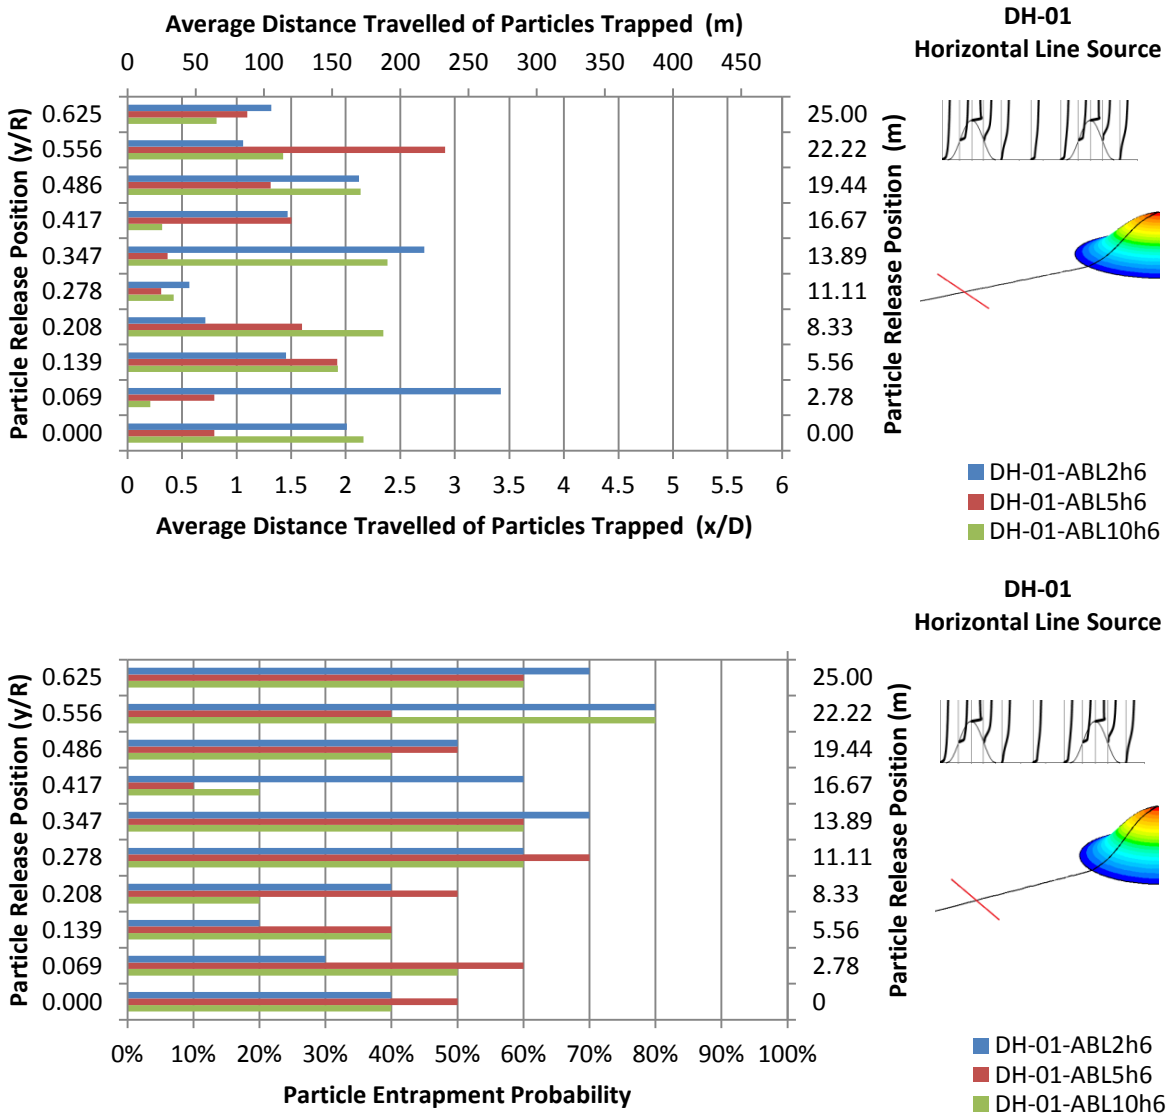 Average Distance Travelled of Particles Trapped (m)
0 50 100 150 200 250 300 350 400 450
Particle Release Position (y/R)
0.625
0.556
0.486
0.417
0.347
0.278
0.208
0.139
0.069
0.000
25.00
22.22
19.44
16.67
13.89
11.11
8.33
5.56
2.78
0.00
Particle Release Position (m)
0 0.5 1 1.5 2 2.5 3 3.5 4 4.5 5 5.5 6
Average Distance Travelled of Particles Trapped (x/D)
DH-01
Horizontal Line Source
DH-01-ABL2h6
DH-01-ABL5h6
DH-01-ABL10h6
Particle Release Position (y/R)
0.625
0.556
0.486
0.417
0.347
0.278
0.208
0.139
0.069
0.000
25.00
22.22
19.44
16.67
13.89
11.11
8.33
5.56
2.78
0
Particle Release Position (m)
0% 10% 20% 30% 40% 50% 60% 70% 80% 90% 100%
Particle Entrapment Probability
DH-01
Horizontal Line Source
DH-01-ABL2h6
DH-01-ABL5h6
DH-01-ABL10h6